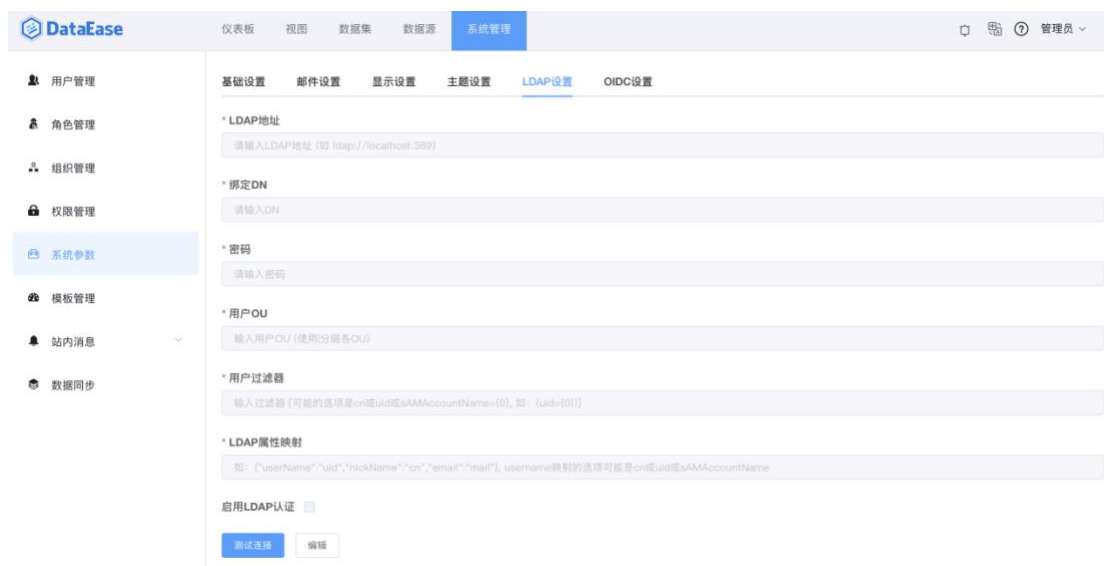 DataEase
仪表板 视图 数据集 数据源 系统管理 管理员
用户管理
角色管理
组织管理
权限管理
系统参数
模板管理
站内消息
数据同步
基础设置 邮件设置 显示设置 主题设置 LDAP设置 OIDC设置
* LDAP地址
请输入LDAP地址 (如 ldap://localhost:389)
* 绑定DN
请输入DN
* 密码
请输入密码
* 用户OU
输入用户OU (使用|分隔各OU)
* 用户过滤器
输入过滤器 [可能的选项是cn或uid或sAMAccountName={0}, 如：(uid={0})]
* LDAP属性映射
如：{"userName":"uid","nickName":"cn","email":"mail"}, username映射的选项可能是cn或uid或sAMAccountName
启用LDAP认证
测试连接 编辑